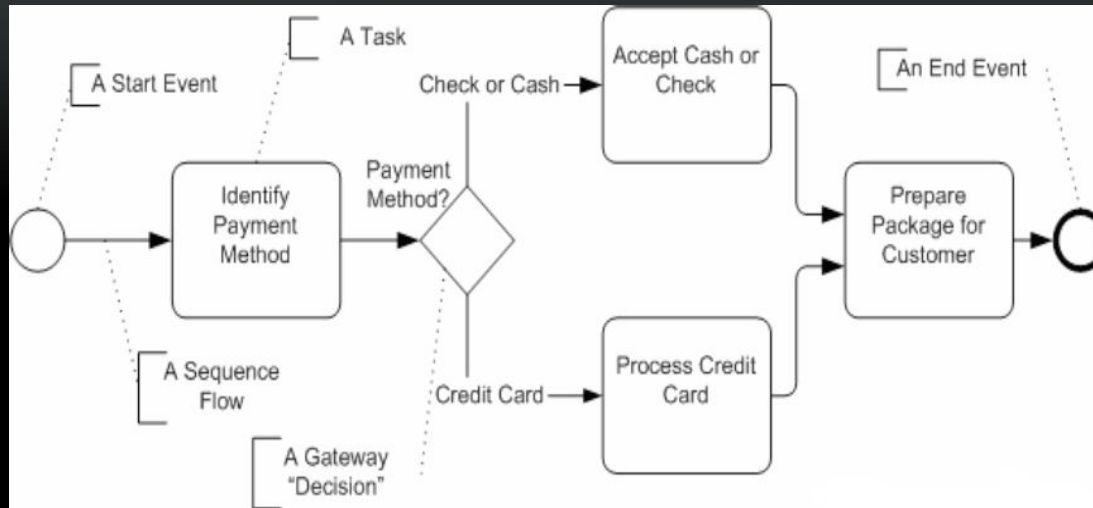 A Start Event
A Task
Check or Cash
Accept Cash or
Check
An End Event
Identify
Payment
Method
Payment
Method?
Prepare
Package for
Customer
A Sequence
Flow
Credit Card
Process Credit
Card
A Gateway
“Decision”